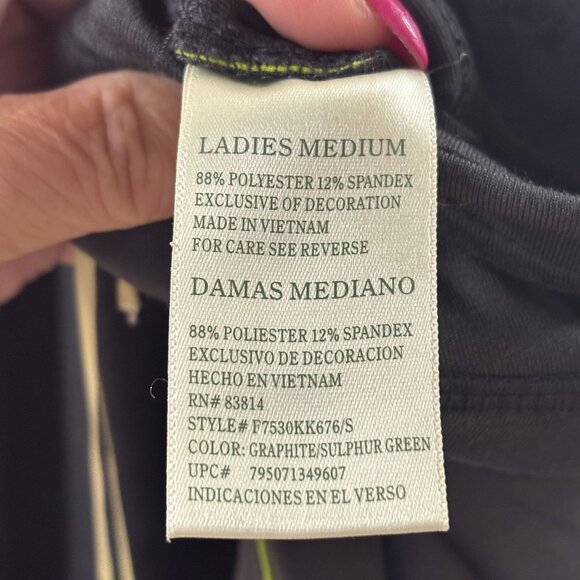 LADIES MEDIUM
88% POLYESTER 12% SPANDEX
EXCLUSIVE OF DECORATION
MADE IN VIETNAM
FOR CARE SEE REVERSE
DAMAS MEDIANO
88% POLIESTER 12% SPANDEX
EXCLUSIVO DE DECORACION
HECHO EN VIETNAM
RN# 83814
STYLE# F7530KK676/S
COLOR: GRAPHITE/SULPHUR GREEN
UPC# 795071349607
INDICACIONES EN EL VERSO